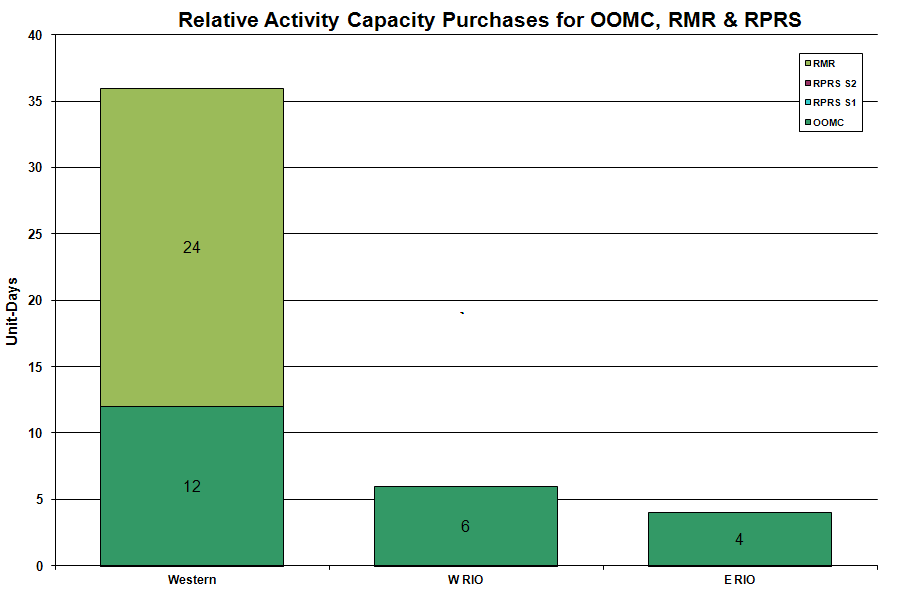 Relative Activity Capacity Purchases for OOMC, RMR & RPRS
40
35
30
25
20
15
10
5
0
Unit-Days
RMR
RPRS S2
RPRS S1
OOMC
24
12
6
4
Western
W RIO
E RIO